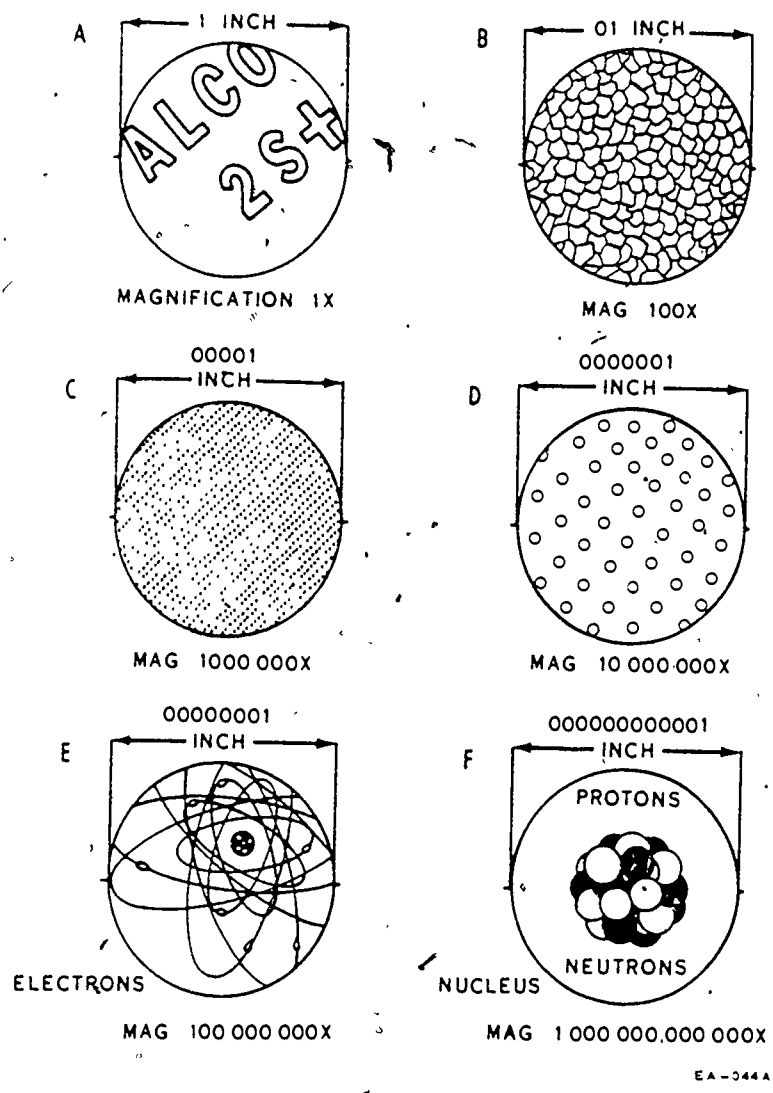 A
1 INCH
ALCO
2S+
MAGNIFICATION 1X
B
01 INCH
MAG 100X
C
00001
INCH
MAG 1000 000X
D
0000001
INCH
MAG 10 000 000X
E
00000001
INCH
ELECTRONS
MAG 100 000 000X
F
000000000001
INCH
PROTONS
NEUTRONS
NUCLEUS
MAG 1 000 000,000 000X